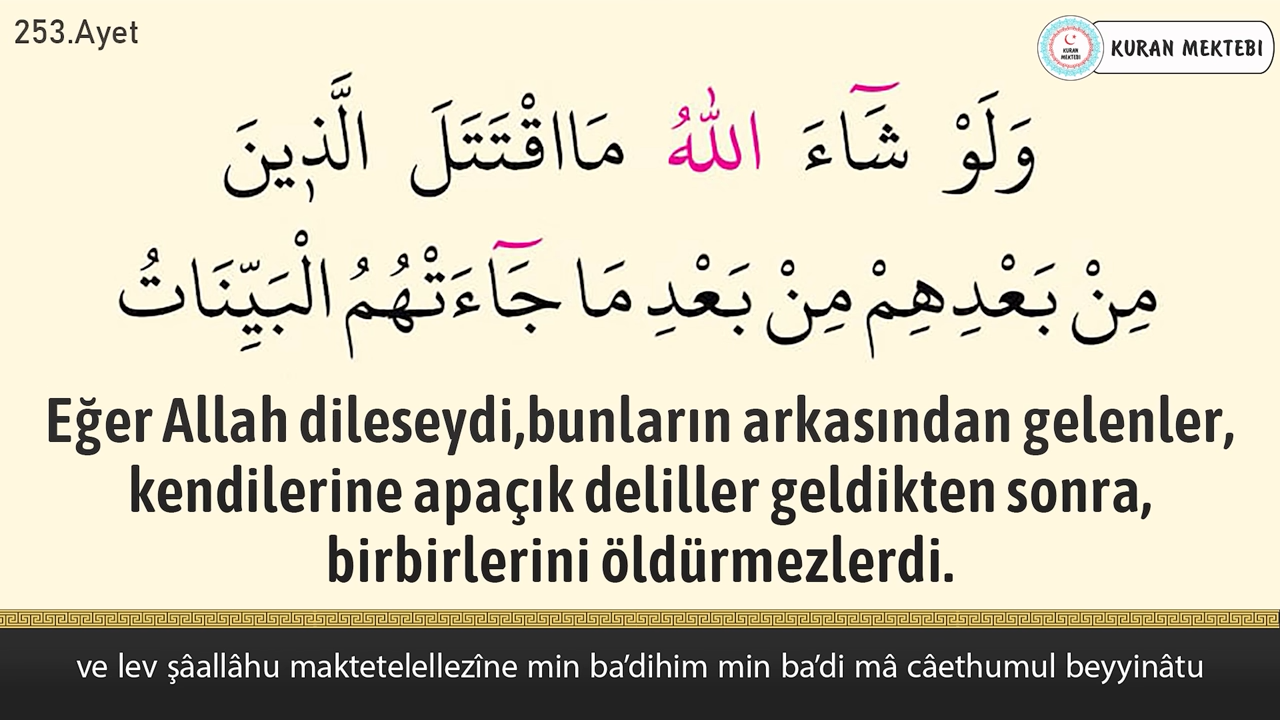 253.Ayet
KURAN MEKTEBİ
KURAN MEKTEBİ
وَلَوْ شَٓاءَ اللّٰهُ مَااقْتَتَلَ الَّذ۪ينَ
مِنْ بَعْدِهِمْ مِنْ بَعْدِ مَا جَٓاءَتْهُمُ الْبَيِّنَاتُ
Eğer Allah dileseydi,bunların arkasından gelenler,
kendilerine apaçık deliller geldikten sonra,
birbirlerini öldürmezlerdi.
ve lev şâallâhu maktetelellezîne min ba’dihim min ba’di mâ câethumul beyyinâtu